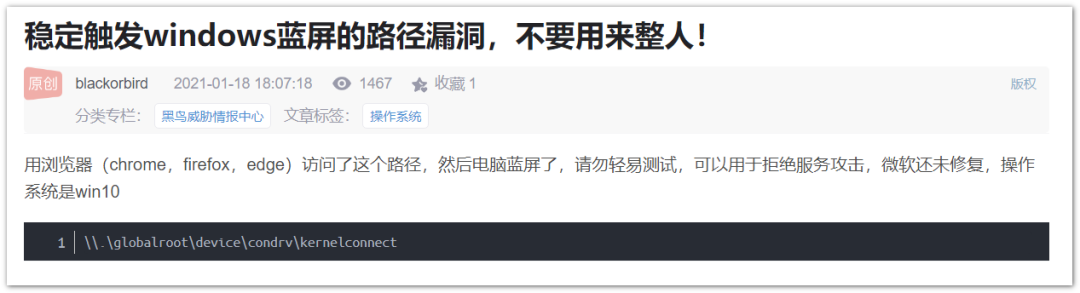 稳定触发windows蓝屏的路径漏洞，不要用来整人！
原创 blackorbird 2021-01-18 18:07:18 1467 收藏 1 版权
分类专栏： 黑鸟威胁情报中心 文章标签： 操作系统
用浏览器（chrome，firefox，edge）访问了这个路径，然后电脑蓝屏了，请勿轻易测试，可以用于拒绝服务攻击，微软还未修复，操作
系统是win10
1 \\.\globalroot\device\condrv\kernelconnect